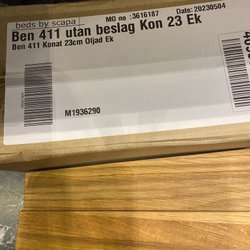 beds by scapa
MO no :3616187 Date:20230504
Ben 411 utan beslag Kon 23 Ek
Ben 411 Konat 23cm Oljad Ek
M1936290